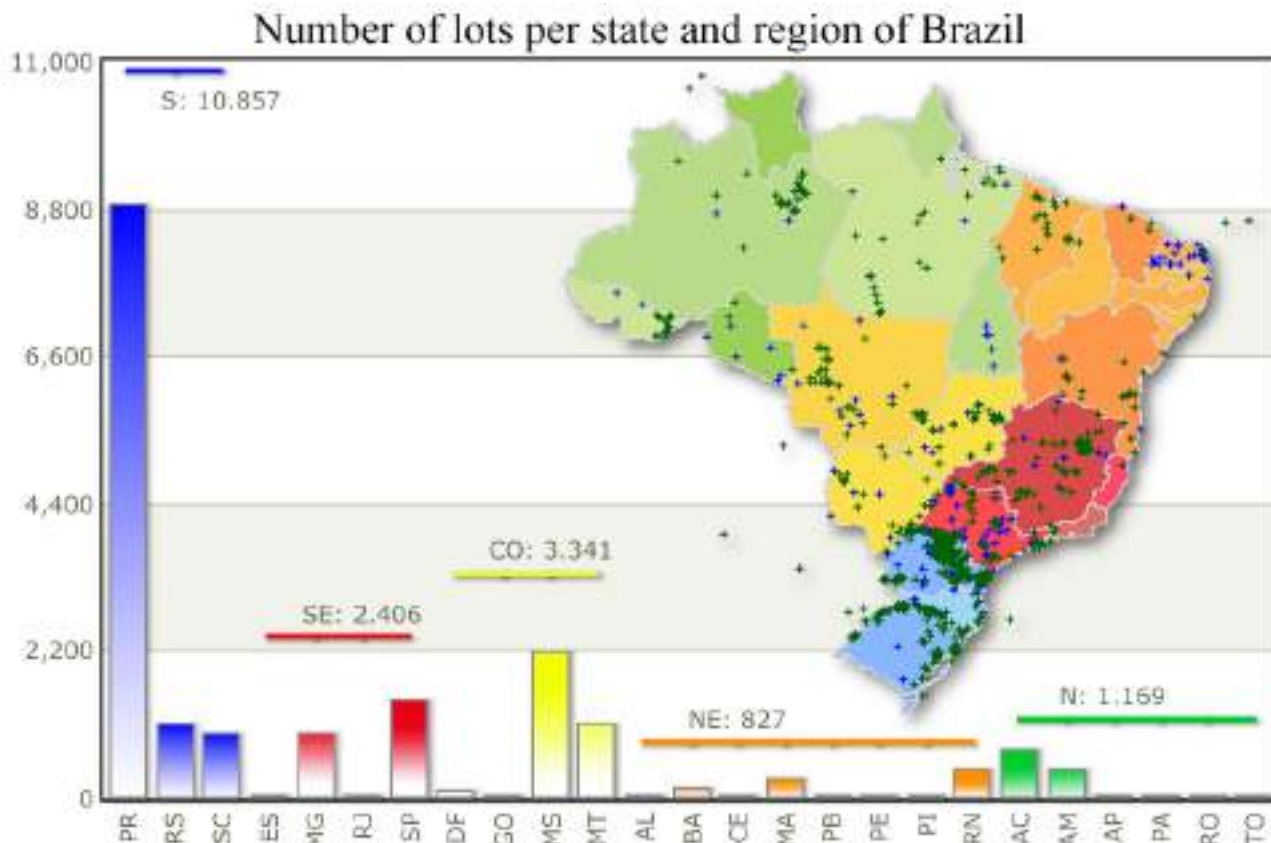 Number of lots per state and region of Brazil
11,000
S: 10.857
8,800
6,600
4,400
CO: 3.341
SE: 2.406
2,200
N: 1.169
NE: 827
0
PR RS SC ES MG RJ SP DF GO MS MT AL BA CE MA PB PE PI RN AC AM AP PA RO TO